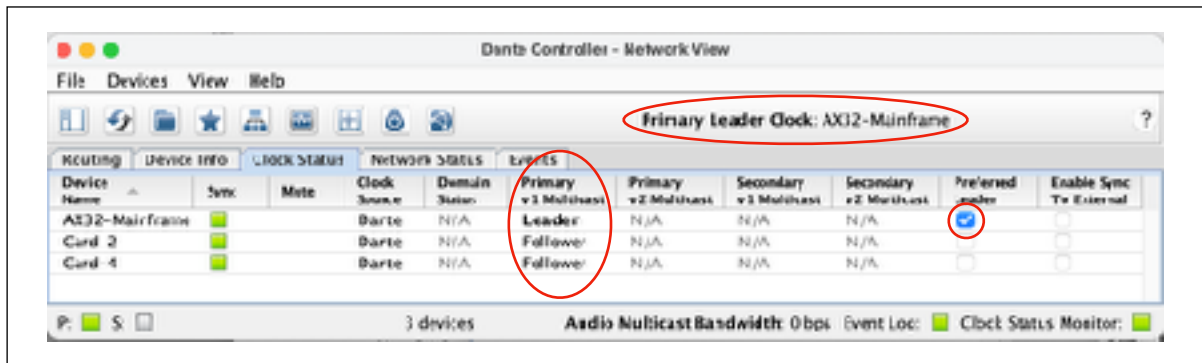 Dante Controller - Network View
File Devices View Help
Primary Leader Clock: AX32-Mainframe
?
Routing Device Info Clock Status Network Status Events
Device Name Sync Mute Clock Source Domain Status Primary v1 Multicast Primary v2 Multicast Secondary v1 Multicast Secondary v2 Multicast Preferred Leader Enable Sync To External
AX32-Mainframe Dante N/A Leader N/A N/A N/A
Card-2 Dante N/A Follower N/A N/A N/A
Card-4 Dante N/A Follower N/A N/A N/A
P: S: 3 devices Audio Multicast Bandwidth: 0 bps Event Log: Clock Status Monitor: